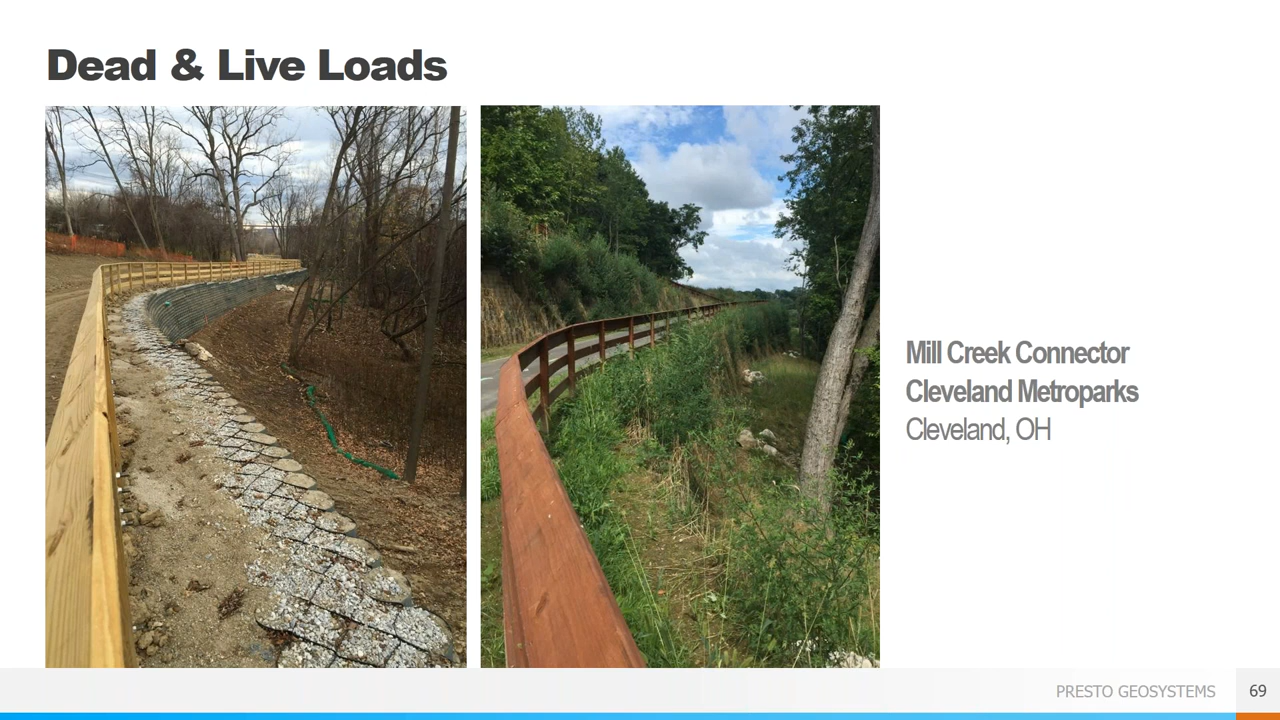 Dead & Live Loads
Mill Creek Connector
Cleveland Metroparks
Cleveland, OH
PRESTO GEOSYSTEMS
69